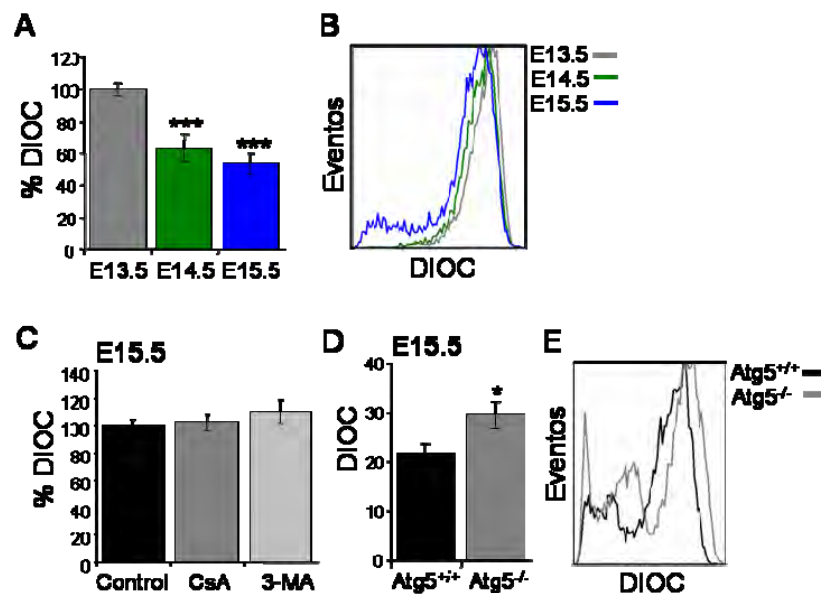 A
% DIOC
123
100
80
60
40
20
0
***
***
E13.5 E14.5 E15.5
B
Eventos
DIOC
E13.5
E14.5
E15.5
C
E15.5
% DIOC
140
120
100
80
60
40
20
0
Control CsA 3-MA
D
E15.5
DIOC
40
30
20
10
0
*
Atg5+/+ Atg5-/-
E
Eventos
DIOC
Atg5+/+
Atg5-/-